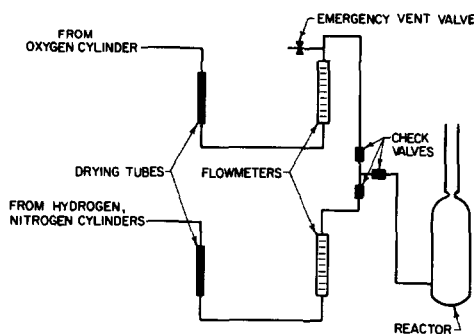 EMERGENCY VENT VALVE
FROM
OXYGEN CYLINDER
CHECK
VALVES
DRYING TUBES
FLOWMETERS
FROM HYDROGEN,
NITROGEN CYLINDERS
REACTOR